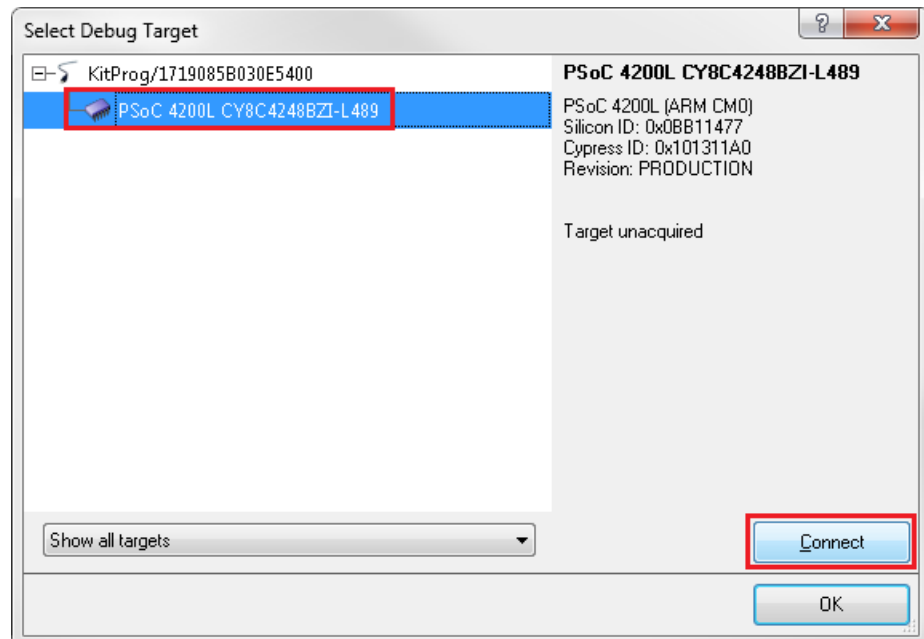 Select Debug Target
KitProg/1719085B030E5400
PSoC 4200L CY8C4248BZI-L489
PSoC 4200L CY8C4248BZI-L489
PSoC 4200L (ARM CM0)
Silicon ID: 0x0BB11477
Cypress ID: 0x101311A0
Revision: PRODUCTION
Target unacquired
Show all targets
Connect
OK